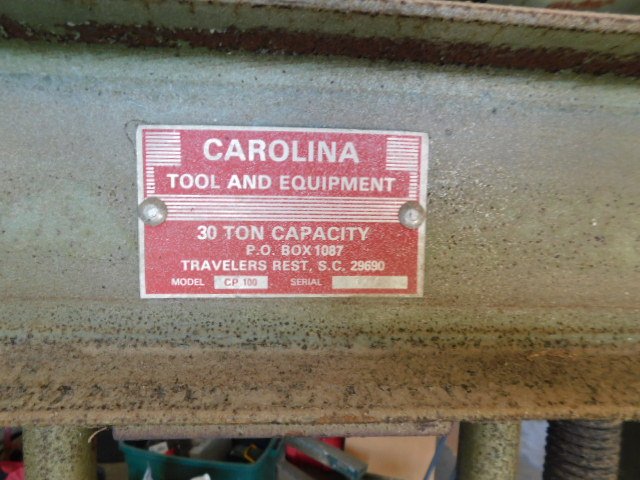 CAROLINA
TOOL AND EQUIPMENT
30 TON CAPACITY
P.O. BOX 1087
TRAVELERS REST, S.C. 29690
MODEL CP 100 SERIAL